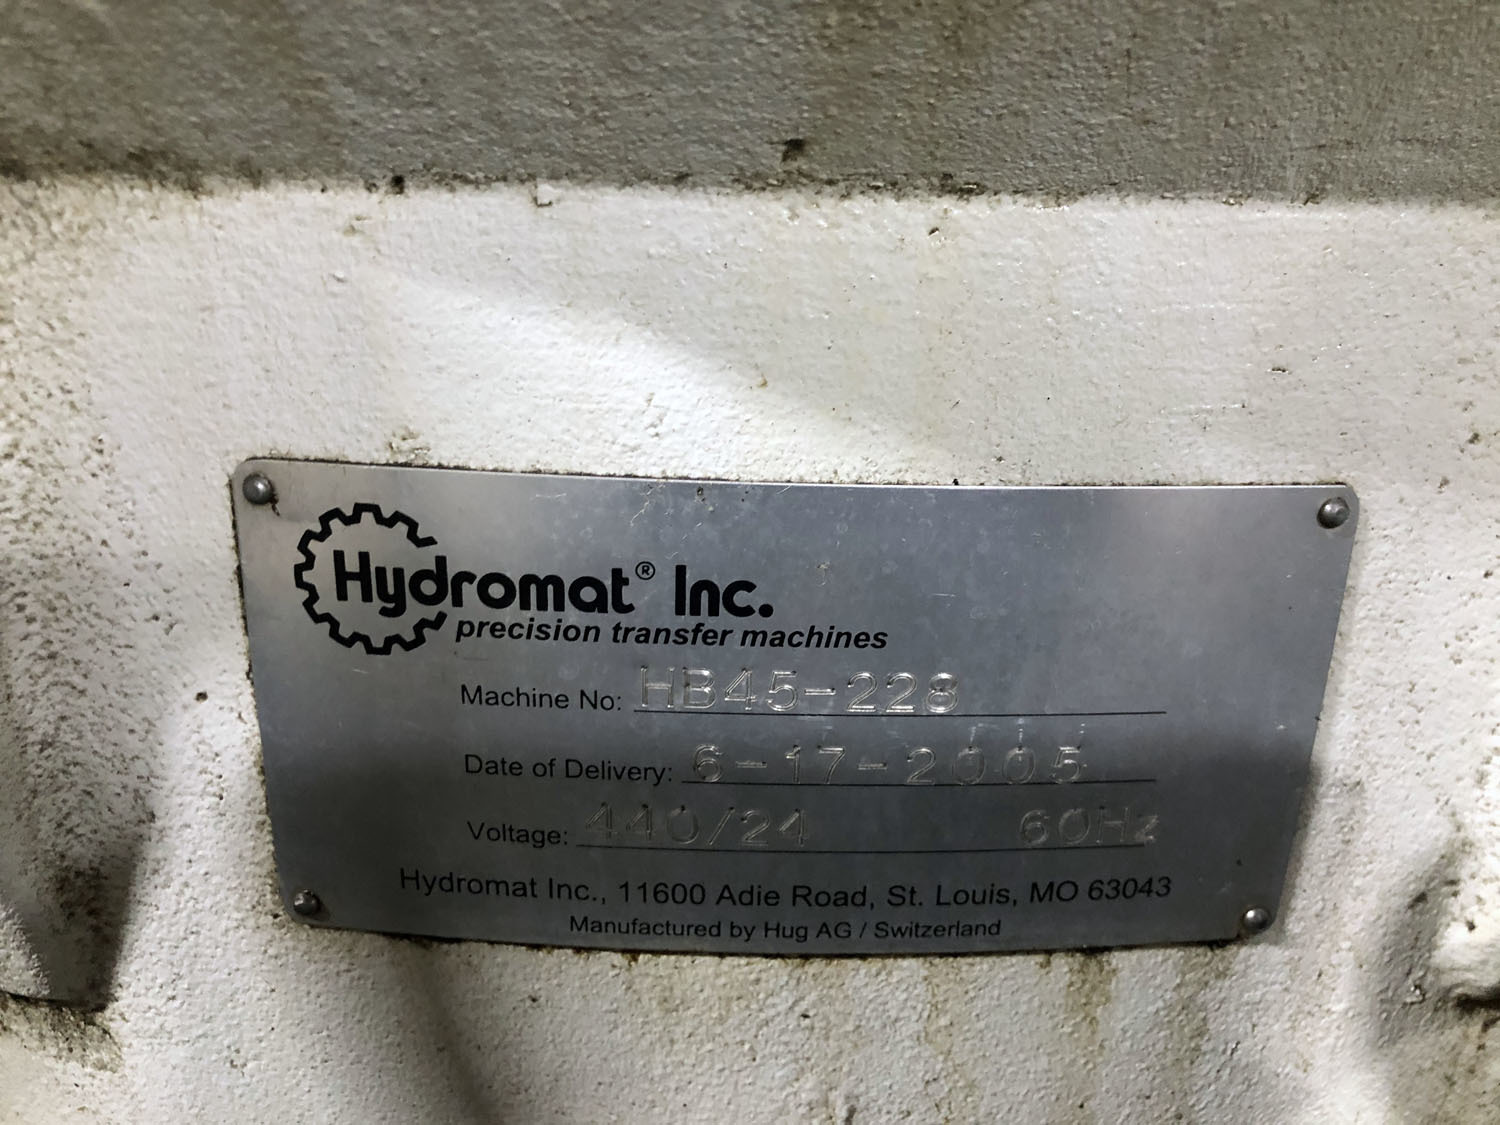 Hydromat® Inc.
precision transfer machines
Machine No: HB45-228
Date of Delivery: 6-17-2005
Voltage: 440/24 60Hz
Hydromat Inc., 11600 Adie Road, St. Louis, MO 63043
Manufactured by Hug AG / Switzerland